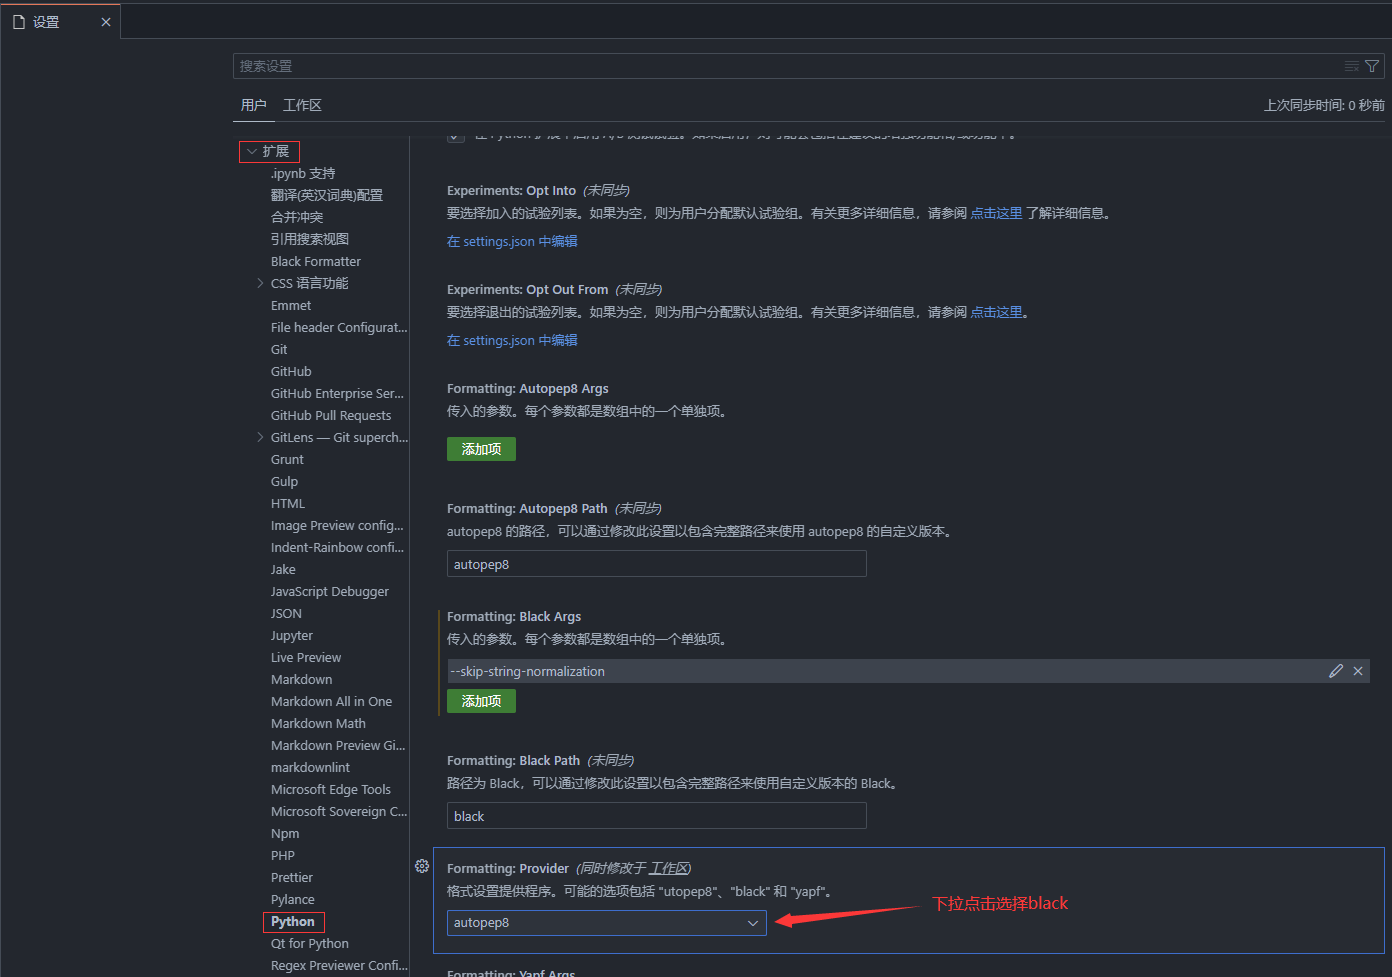 设置
搜索设置
用户 工作区
上次同步时间: 0 秒前
扩展
.ipynb 支持
翻译(英汉词典)配置
合并冲突
引用搜索视图
Black Formatter
CSS 语言功能
Emmet
File header Configurat...
Git
GitHub
GitHub Enterprise Ser...
GitHub Pull Requests
GitLens — Git superch...
Grunt
Gulp
HTML
Image Preview config...
Indent-Rainbow confi...
Jake
JavaScript Debugger
JSON
Jupyter
Live Preview
Markdown
Markdown All in One
Markdown Math
Markdown Preview Gi...
markdownlint
Microsoft Edge Tools
Microsoft Sovereign C...
Npm
PHP
Prettier
Pylance
Python
Qt for Python
Regex Previewer Confi...
Experiments: Opt Into (未同步)
要选择加入的试验列表。如果为空，则为用户分配默认试验组。有关更多详细信息，请参阅 点击这里 了解详细信息。
在 settings.json 中编辑
Experiments: Opt Out From (未同步)
要选择退出的试验列表。如果为空，则为用户分配默认试验组。有关更多详细信息，请参阅 点击这里。
在 settings.json 中编辑
Formatting: Autopep8 Args
传入的参数。每个参数都是数组中的一个单独项。
添加项
Formatting: Autopep8 Path (未同步)
autopep8 的路径，可以通过修改此设置以包含完整路径来使用 autopep8 的自定义版本。
autopep8
Formatting: Black Args
传入的参数。每个参数都是数组中的一个单独项。
--skip-string-normalization
添加项
Formatting: Black Path (未同步)
路径为 Black，可以通过修改此设置以包含完整路径来使用自定义版本的 Black。
black
Formatting: Provider (同时修改于 工作区)
格式设置提供程序。可能的选项包括 "utopep8"、"black" 和 "yapf"。
autopep8
下拉点击选择black
Formatting: Yapf Args